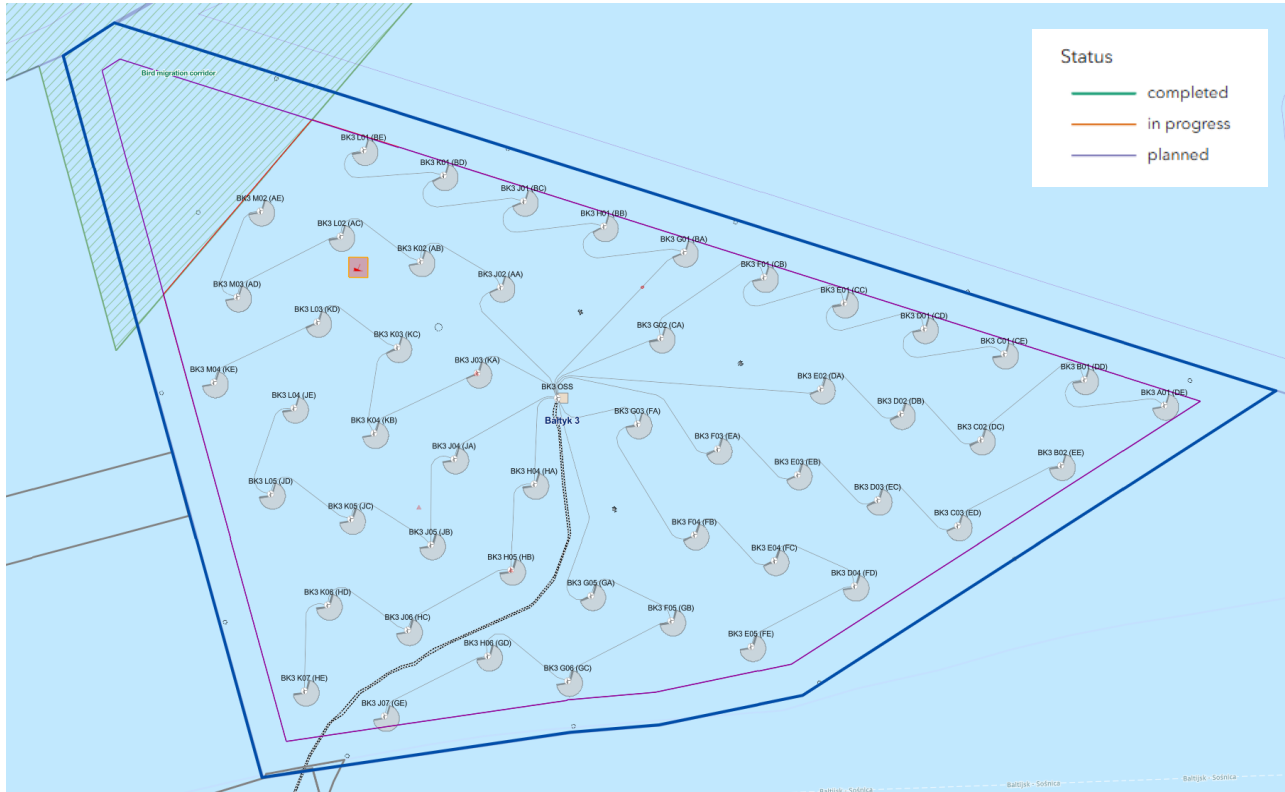 Status
completed
in progress
planned
Bird migration corridor
BK3 L01 (BE)
BK3 K01 (BD)
BK3 J01 (BC)
BK3 M02 (AE)
BK3 H01 (BB)
BK3 L02 (AC)
BK3 G01 (BA)
BK3 K02 (AB)
BK3 F01 (CB)
BK3 J02 (AA)
BK3 M03 (AD)
BK3 E01 (CC)
BK3 L03 (KD)
BK3 D01 (CD)
BK3 G02 (CA)
BK3 K03 (KC)
BK3 C01 (CE)
BK3 J03 (KA)
BK3 B01 (DD)
BK3 M04 (KE)
BK3 E02 (DA)
BK3 OSS
BK3 A01 (DE)
BK3 L04 (JE)
BK3 D02 (DB)
BK3 G03 (FA)
Bałtyk 3
BK3 K04 (KB)
BK3 C02 (DC)
BK3 F03 (EA)
BK3 J04 (JA)
BK3 B02 (EE)
BK3 E03 (EB)
BK3 H04 (HA)
BK3 L05 (JD)
BK3 D03 (EC)
BK3 K05 (JC)
BK3 C03 (ED)
BK3 F04 (FB)
BK3 J05 (JB)
BK3 E04 (FC)
BK3 H05 (HB)
BK3 D04 (FD)
BK3 G05 (GA)
BK3 K06 (HD)
BK3 F05 (GB)
BK3 J06 (HC)
BK3 E05 (FE)
BK3 H06 (GD)
BK3 G06 (GC)
BK3 K07 (HE)
BK3 J07 (GE)
Bałtijsk - Sośnica
Bałtijsk - Sośnica
Bałtijsk - Sośnica